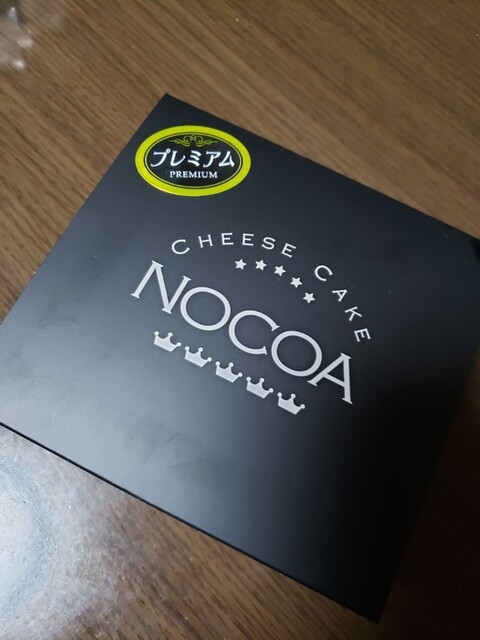 プレミアム
PREMIUM
CHEESE CAKE
NOCOA